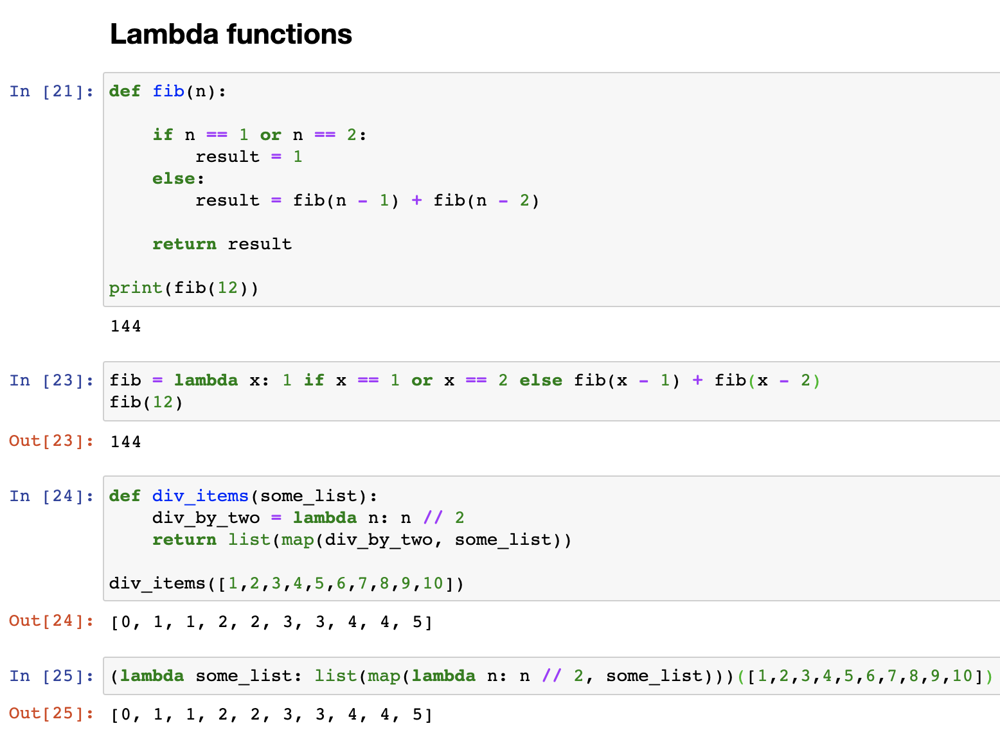 Lambda functions
In [21]: def fib(n):
    if n == 1 or n == 2:
        result = 1
    else:
        result = fib(n - 1) + fib(n - 2)
    return result
print(fib(12))
144
In [23]: fib = lambda x: 1 if x == 1 or x == 2 else fib(x - 1) + fib(x - 2)
fib(12)
Out[23]: 144
In [24]: def div_items(some_list):
    div_by_two = lambda n: n // 2
    return list(map(div_by_two, some_list))
div_items([1,2,3,4,5,6,7,8,9,10])
Out[24]: [0, 1, 1, 2, 2, 3, 3, 4, 4, 5]
In [25]: (lambda some_list: list(map(lambda n: n // 2, some_list)))([1,2,3,4,5,6,7,8,9,10])
Out[25]: [0, 1, 1, 2, 2, 3, 3, 4, 4, 5]